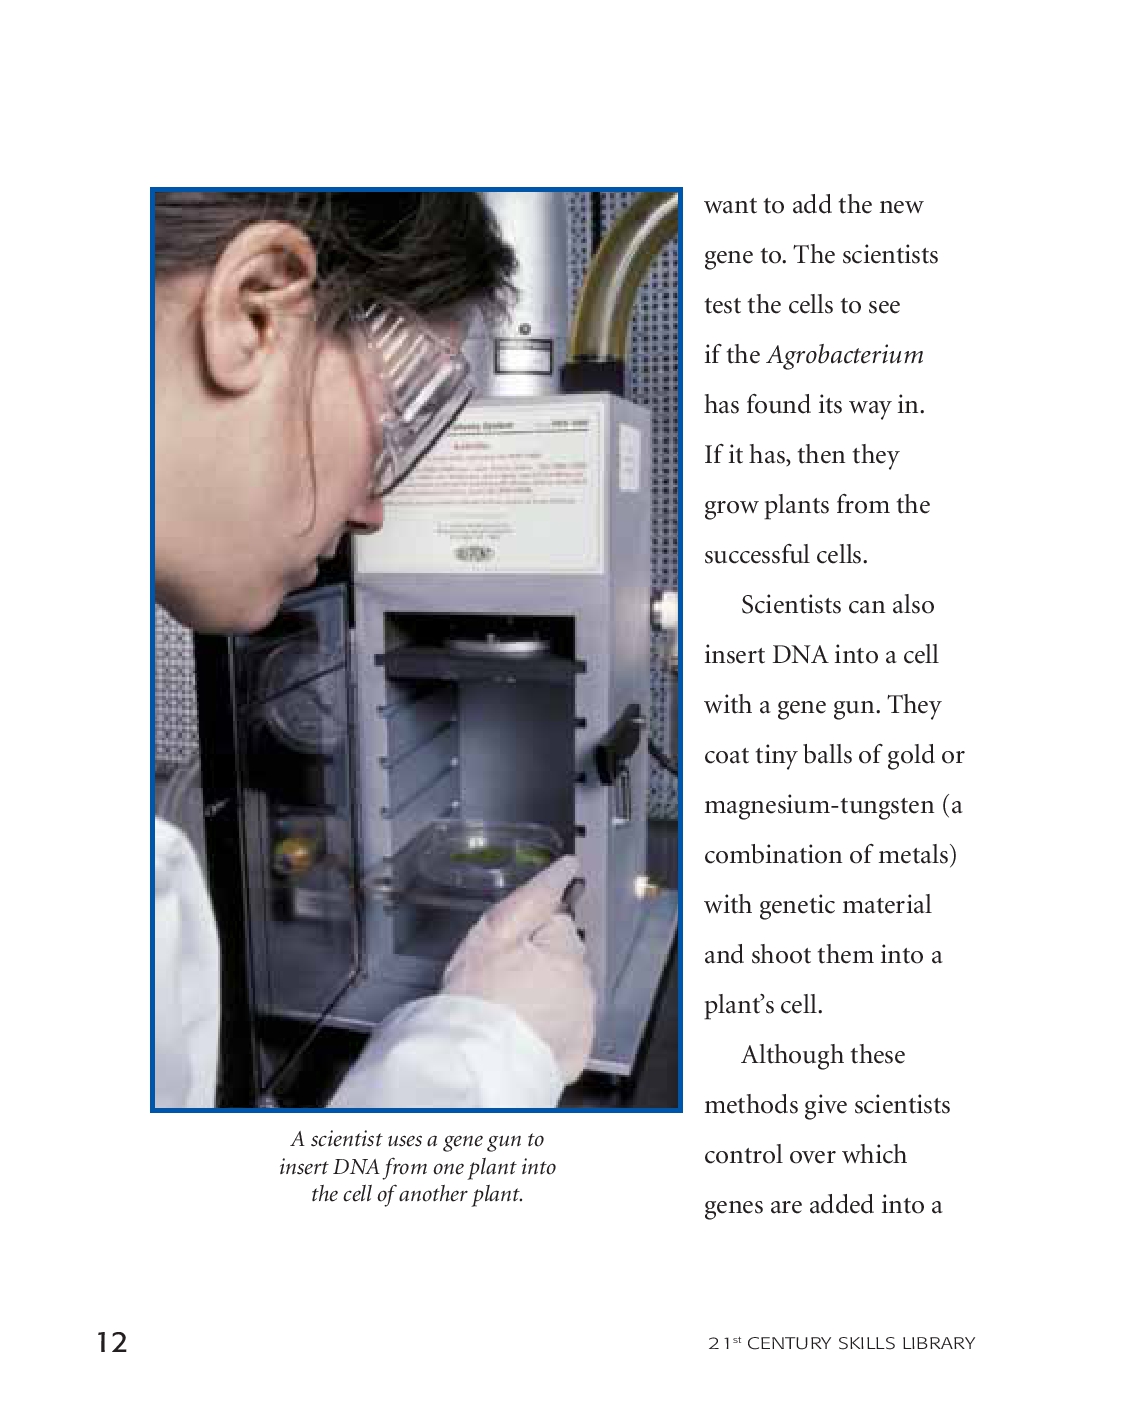 want to add the new
gene to. The scientists
test the cells to see
if the Agrobacterium
has found its way in.
If it has, then they
grow plants from the
successful cells.
Scientists can also
insert DNA into a cell
with a gene gun. They
coat tiny balls of gold or
magnesium-tungsten (a
combination of metals)
with genetic material
and shoot them into a
plant’s cell.
Although these
methods give scientists
control over which
genes are added into a
A scientist uses a gene gun to
insert DNA from one plant into
the cell of another plant.
12
21st CENTURY SKILLS LIBRARY